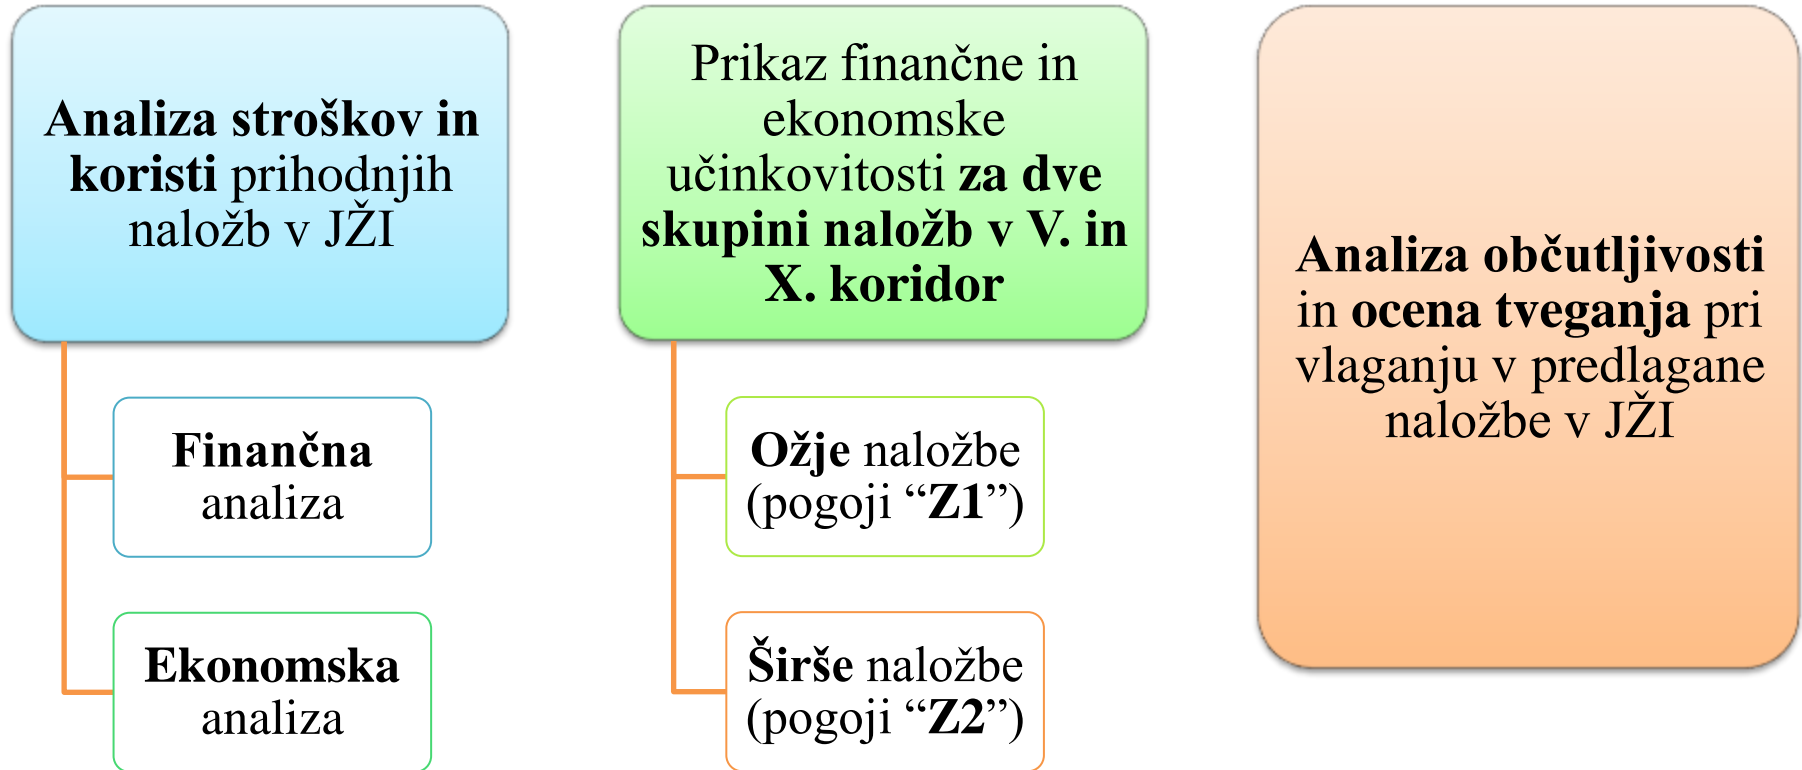 Analiza stroškov in
koristi prihodnjih
naložb v JŽI
Finančna
analiza
Ekonomska
analiza
Prikaz finančne in
ekonomske
učinkovitosti za dve
skupini naložb v V. in
X. koridor
Ožje naložbe
(pogoji “Z1”)
Širše naložbe
(pogoji “Z2”)
Analiza občutljivosti
in ocena tveganja pri
vlaganju v predlagane
naložbe v JŽI